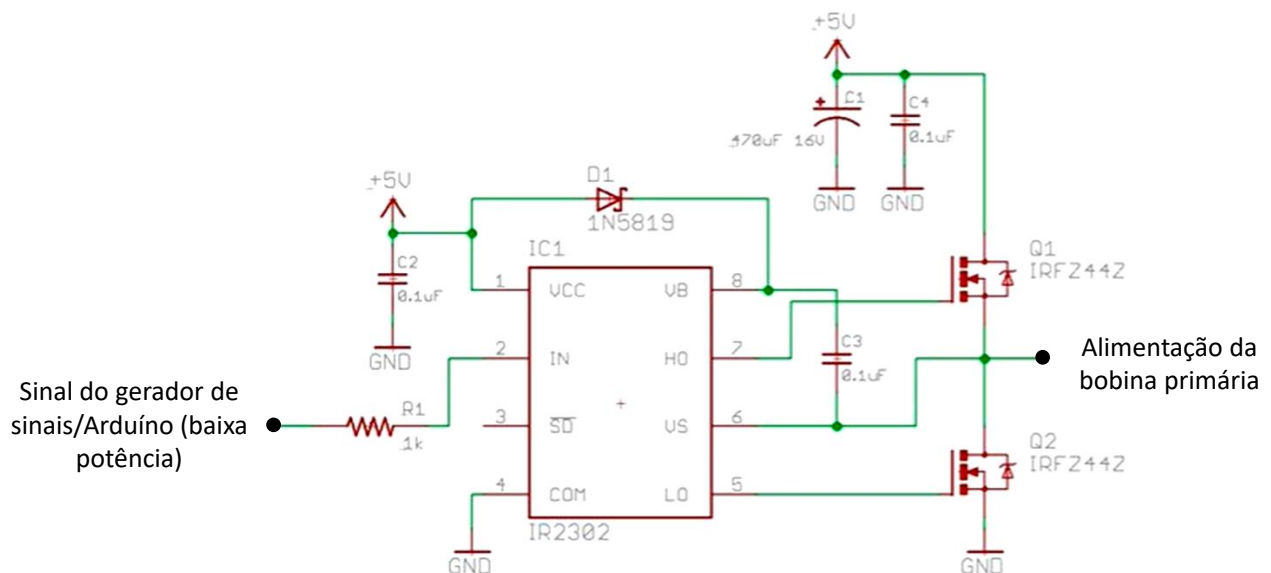 +5V
C1
470uF 16V
GND
C4
0.1uF
GND
+5V
C2
0.1uF
GND
D1
1N5819
IC1
1
VCC
2
IN
3
SD
4
COM
VB
8
HO
7
VS
6
LO
5
IR2302
GND
C3
0.1uF
Q1
IRFZ44Z
Q2
IRFZ44Z
GND
Sinal do gerador de
sinais/Arduíno (baixa
potência)
R1
1k
Alimentação da
bobina primária